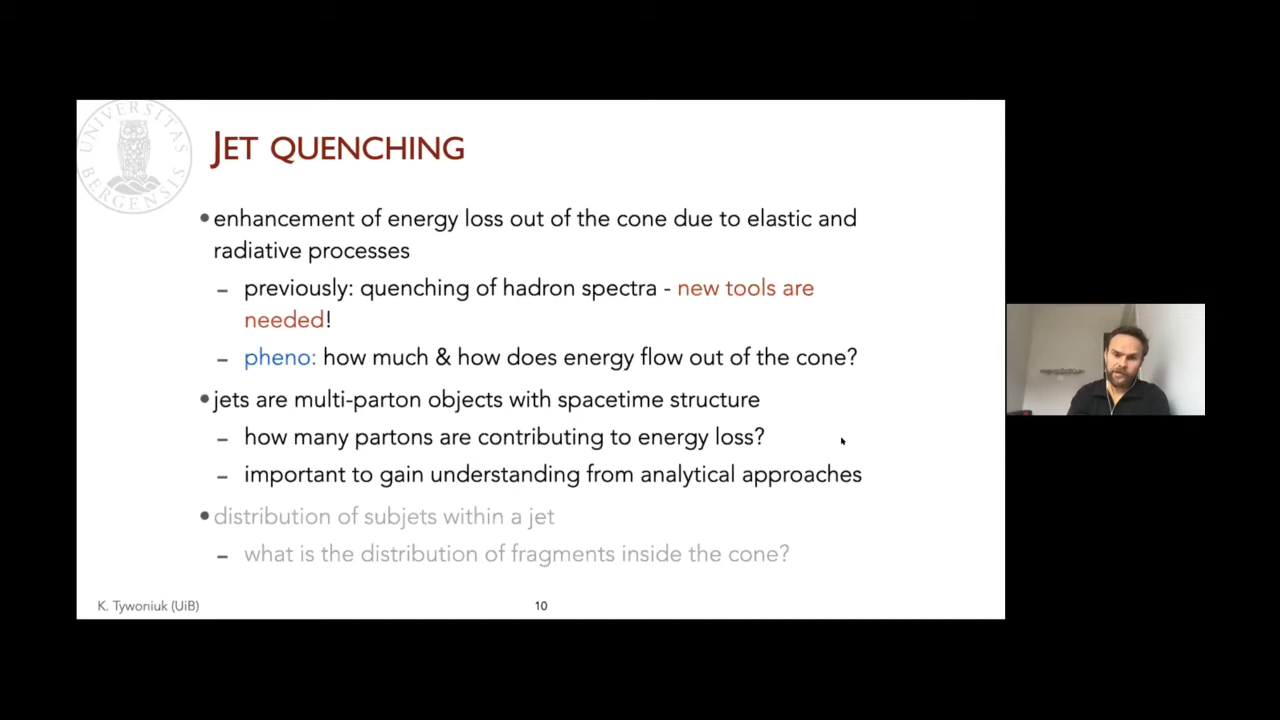 UNIVERSITAS
BERGENSIS
JET QUENCHING
• enhancement of energy loss out of the cone due to elastic and
radiative processes
– previously: quenching of hadron spectra - new tools are
needed!
– pheno: how much & how does energy flow out of the cone?
• jets are multi-parton objects with spacetime structure
– how many partons are contributing to energy loss?
– important to gain understanding from analytical approaches
• distribution of subjets within a jet
– what is the distribution of fragments inside the cone?
K. Tywoniuk (UiB)
10